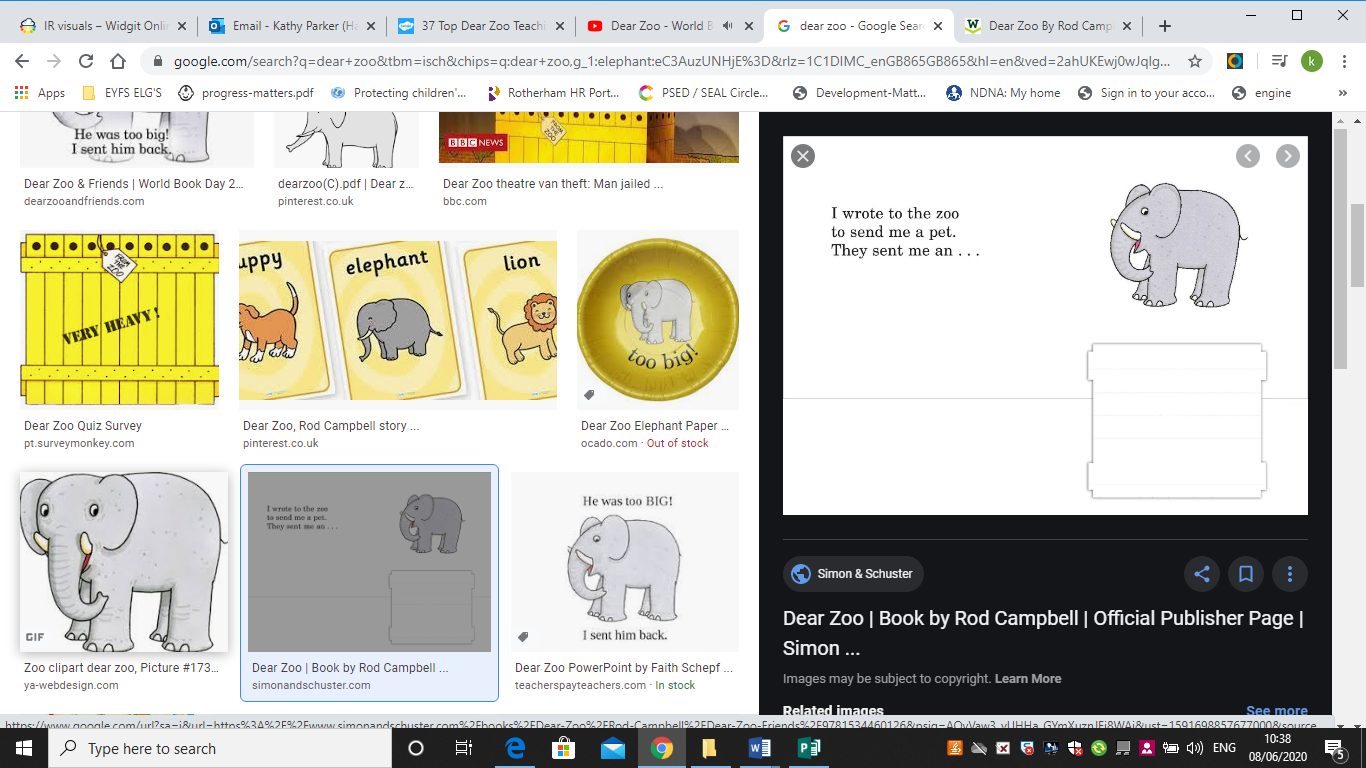 IR visuals – Widgit Onli
Email - Kathy Parker (Ha
37 Top Dear Zoo Teachi
Dear Zoo - World B
dear zoo - Google Sear
Dear Zoo By Rod Camp
google.com/search?q=dear+zoo&tbm=isch&chips=q:dear+zoo,g_1:elephant:eC3AuzUNHjE%3D&rlz=1C1DIMC_enGB865GB865&hl=en&ved=2ahUKEwj0wJqIg...
k
Apps
EYFS ELG'S
progress-matters.pdf
Protecting children'...
Rotherham HR Port...
PSED / SEAL Circle...
Development-Matt...
NDNA: My home
Sign in to your acco...
engine
»
He was too big!
I sent him back.
BBC NEWS
Dear Zoo & Friends | World Book Day 2...
dearzooandfriends.com
dearzoo(C).pdf | Dear z...
pinterest.co.uk
Dear Zoo theatre van theft: Man jailed ...
bbc.com
FROM THE ZOO
VERY HEAVY!
uppy
elephant
lion
too big!
Dear Zoo Quiz Survey
pt.surveymonkey.com
Dear Zoo, Rod Campbell story ...
pinterest.co.uk
Dear Zoo Elephant Paper ...
ocado.com · Out of stock
GIF
I wrote to the zoo
to send me a pet.
They sent me an . . .
He was too BIG!
I sent him back.
Zoo clipart dear zoo, Picture #173...
ya-webdesign.com
Dear Zoo | Book by Rod Campbell ...
simonandschuster.com
Dear Zoo PowerPoint by Faith Schepf ...
teacherspayteachers.com · In stock
I wrote to the zoo
to send me a pet.
They sent me an . . .
Simon & Schuster
Dear Zoo | Book by Rod Campbell | Official Publisher Page |
Simon ...
Images may be subject to copyright. Learn More
Related images
See more
Type here to search
ENG
10:38
08/06/2020
5